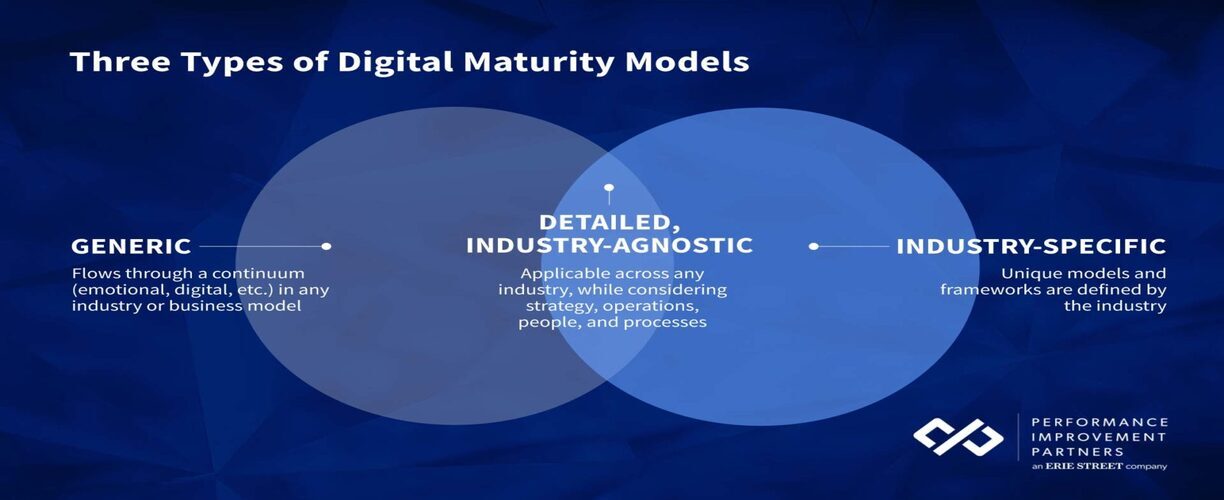 Three Types of Digital Maturity Models
GENERIC
Flows through a continuum
(emotional, digital, etc.) in any
industry or business model
DETAILED,
INDUSTRY-AGNOSTIC
Applicable across any
industry, while considering
strategy, operations,
people, and processes
INDUSTRY-SPECIFIC
Unique models and
frameworks are defined by
the industry
PERFORMANCE
IMPROVEMENT
PARTNERS
an ERIE STREET company